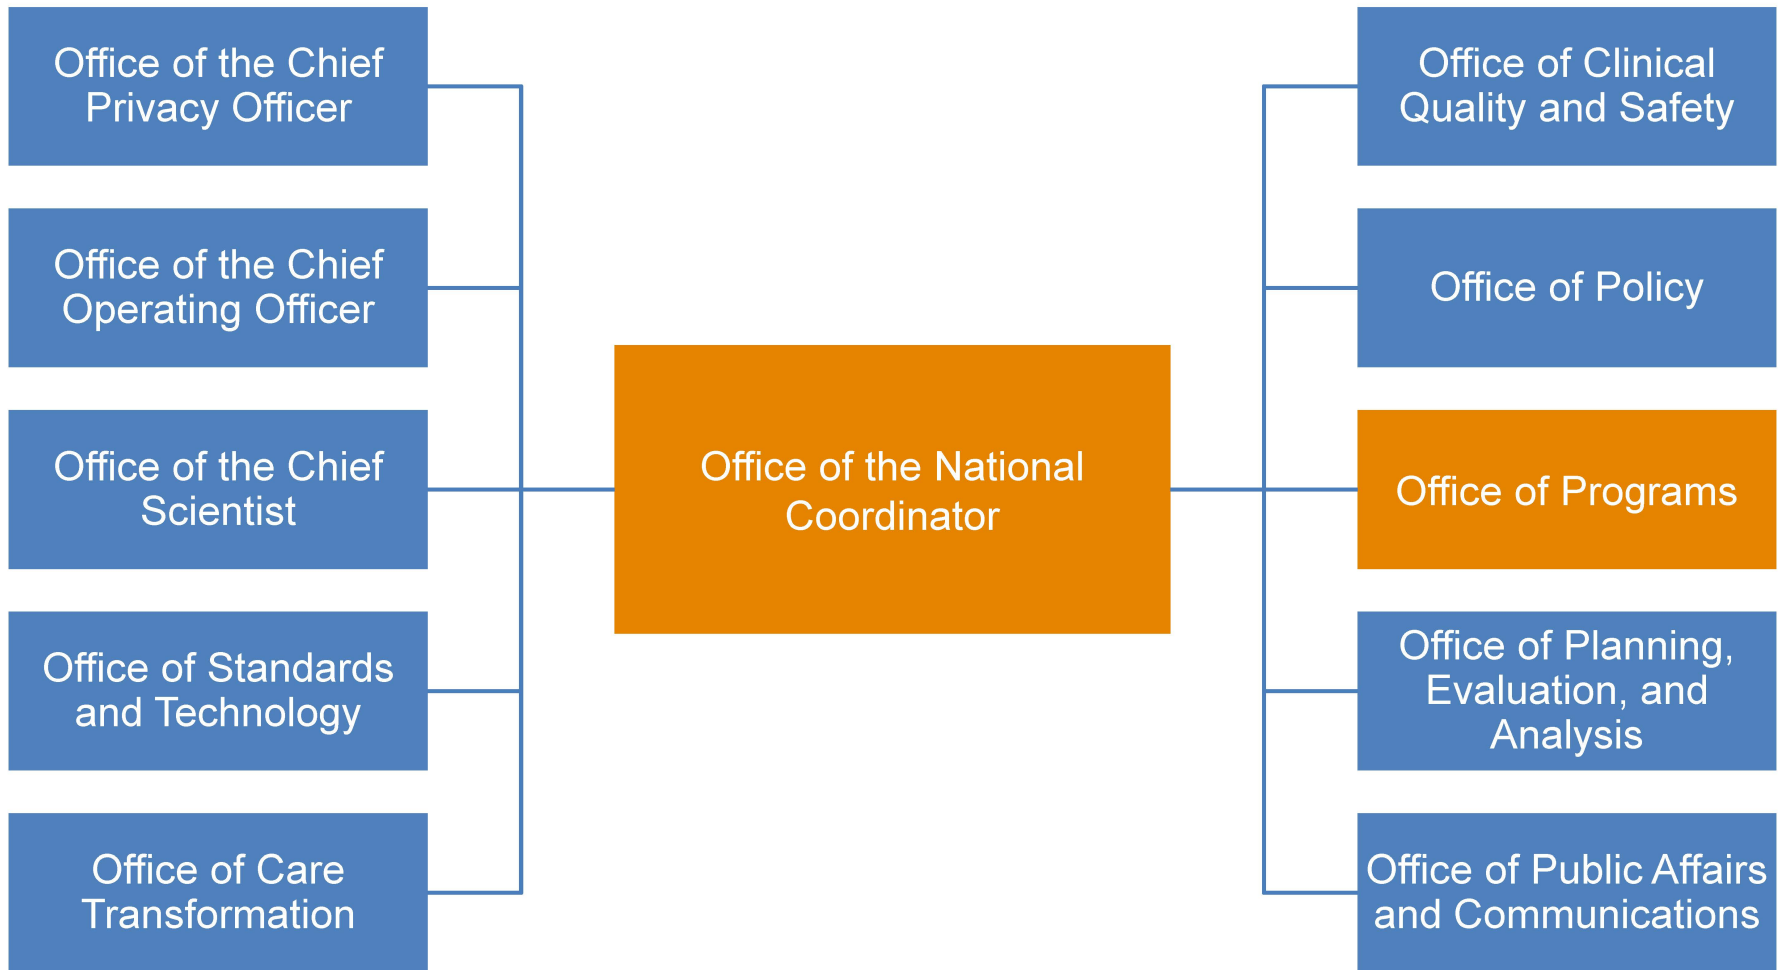 Office of the Chief
Privacy Officer
Office of the Chief
Operating Officer
Office of the Chief
Scientist
Office of Standards
and Technology
Office of Care
Transformation
Office of the National
Coordinator
Office of Clinical
Quality and Safety
Office of Policy
Office of Programs
Office of Planning,
Evaluation, and
Analysis
Office of Public Affairs
and Communications